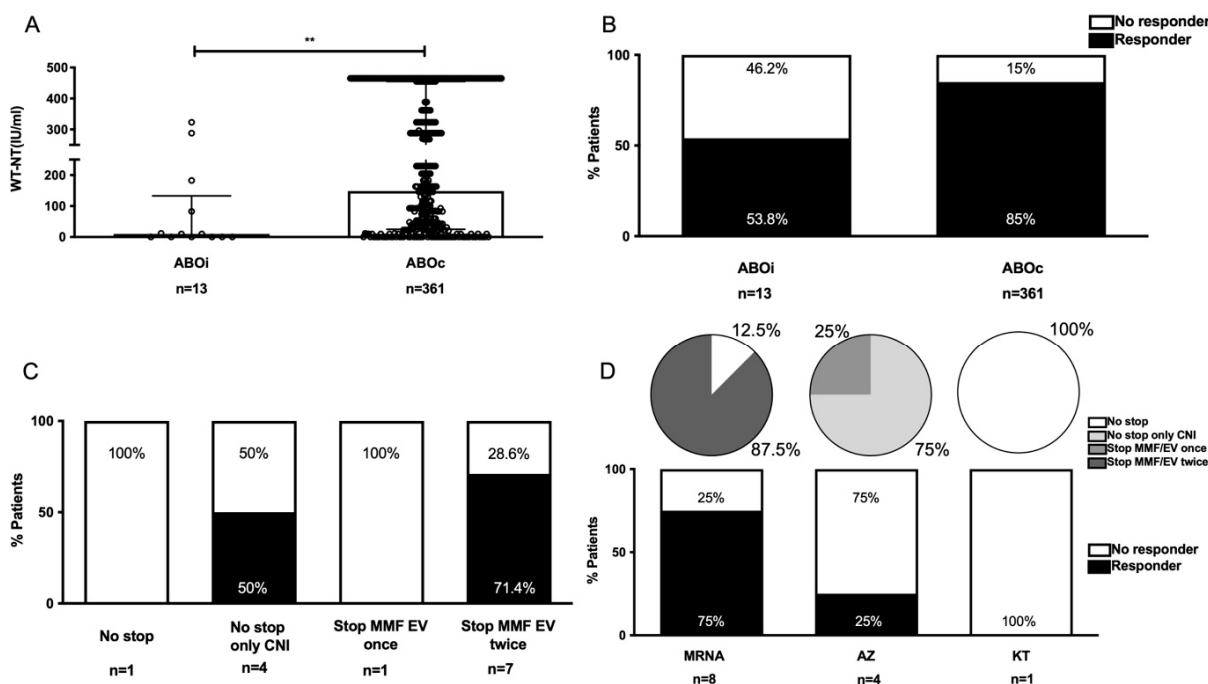 A
**
WT-NT(IU/ml)
500
400
300
200
100
0
ABOi
ABOc
n=13
n=361
B
No responder
Responder
% Patients
100
50
0
46.2%
15%
53.8%
85%
ABOi
ABOc
n=13
n=361
C
% Patients
100
50
0
100%
50%
100%
28.6%
50%
71.4%
No stop
No stop
only CNI
Stop MMF EV
once
Stop MMF EV
twice
n=1
n=4
n=1
n=7
D
12.5%
87.5%
25%
75%
100%
No stop
No stop only CNI
Stop MMF/EV once
Stop MMF/EV twice
% Patients
100
50
0
25%
75%
75%
25%
100%
No responder
Responder
MRNA
AZ
KT
n=8
n=4
n=1